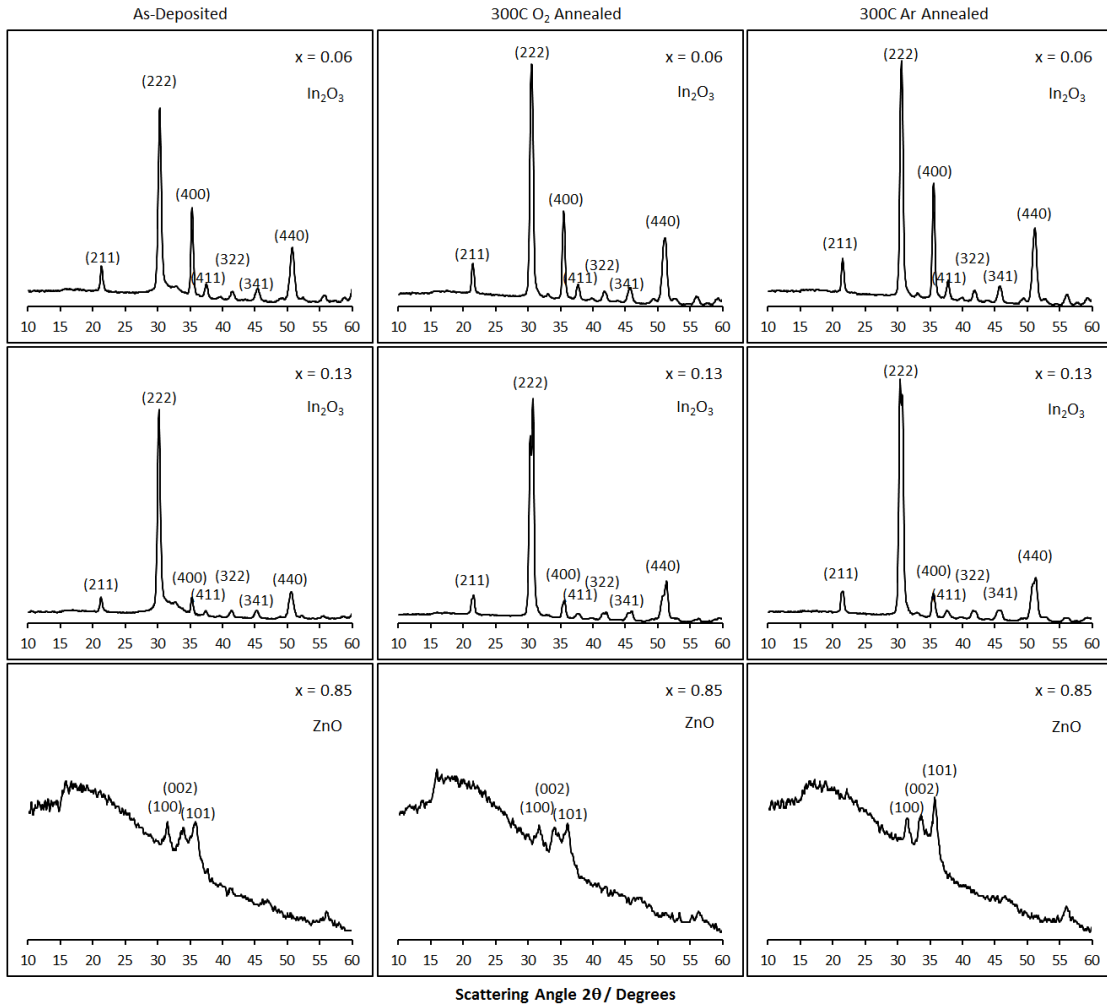 As-Deposited
300C O₂ Annealed
300C Ar Annealed
x = 0.06
In₂O₃
(222)
(400)
(211)
(322)
(440)
(411)
(341)
10 15 20 25 30 35 40 45 50 55 60
x = 0.06
In₂O₃
(222)
(400)
(440)
(211)
(322)
(411)
(341)
10 15 20 25 30 35 40 45 50 55 60
x = 0.06
In₂O₃
(222)
(400)
(440)
(211)
(322)
(411)
(341)
10 15 20 25 30 35 40 45 50 55 60
x = 0.13
In₂O₃
(222)
(211)
(400)
(322)
(440)
(411)
(341)
10 15 20 25 30 35 40 45 50 55 60
x = 0.13
In₂O₃
(222)
(440)
(211)
(400)
(322)
(411)
(341)
10 15 20 25 30 35 40 45 50 55 60
x = 0.13
In₂O₃
(222)
(440)
(211)
(400)
(322)
(411)
(341)
10 15 20 25 30 35 40 45 50 55 60
x = 0.85
ZnO
(002)
(100)
(101)
10 15 20 25 30 35 40 45 50 55 60
x = 0.85
ZnO
(002)
(100)
(101)
10 15 20 25 30 35 40 45 50 55 60
x = 0.85
ZnO
(101)
(002)
(100)
10 15 20 25 30 35 40 45 50 55 60
Scattering Angle 2θ/ Degrees